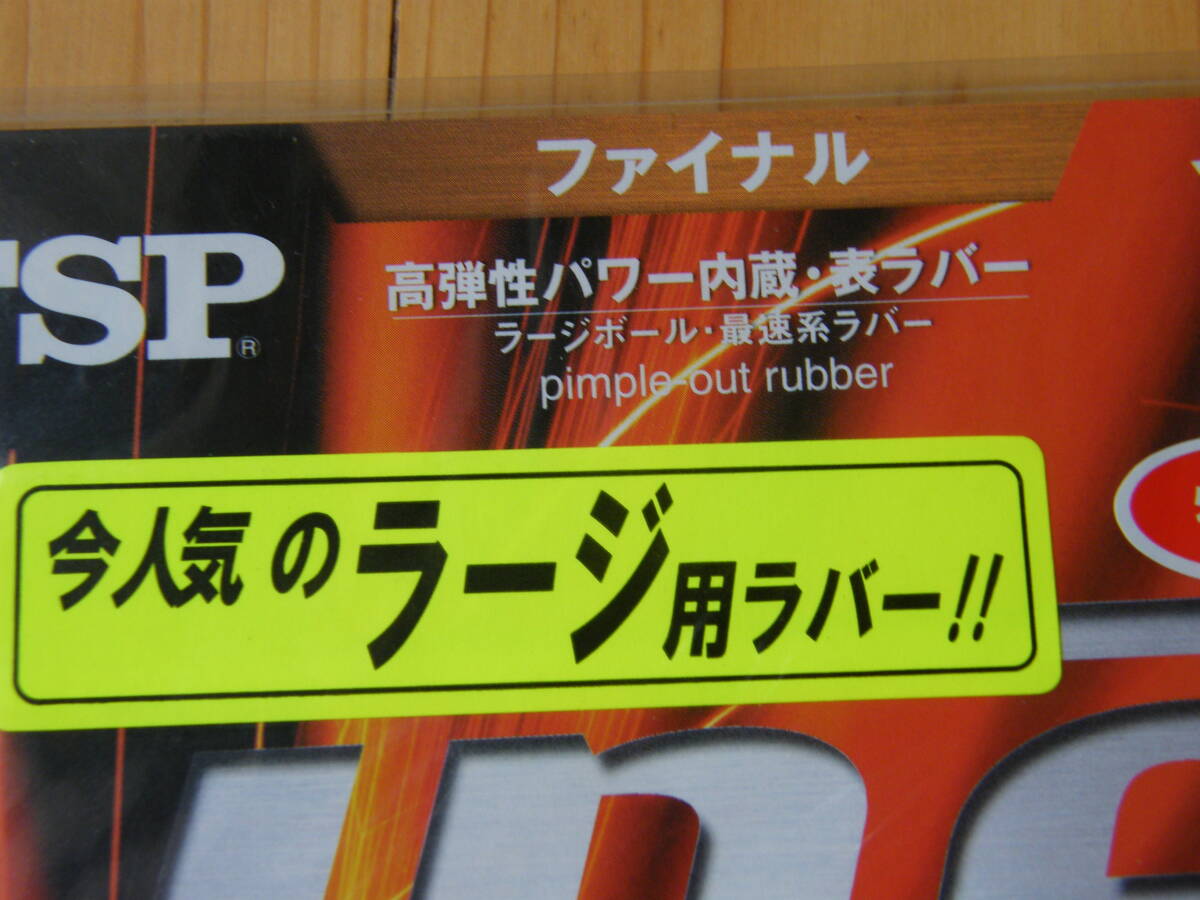 ファイナル
TSP®
高弾性パワー内蔵・表ラバー
ラージボール・最速系ラバー
pimple-out rubber
今人気のラージ用ラバー!!